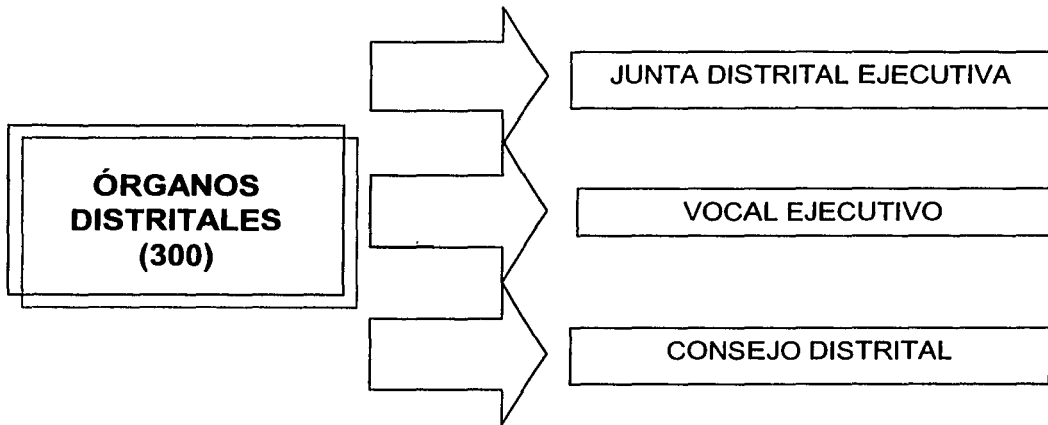 ÓRGANOS
DISTRITALES
(300)
JUNTA DISTRITAL EJECUTIVA
VOCAL EJECUTIVO
CONSEJO DISTRITAL